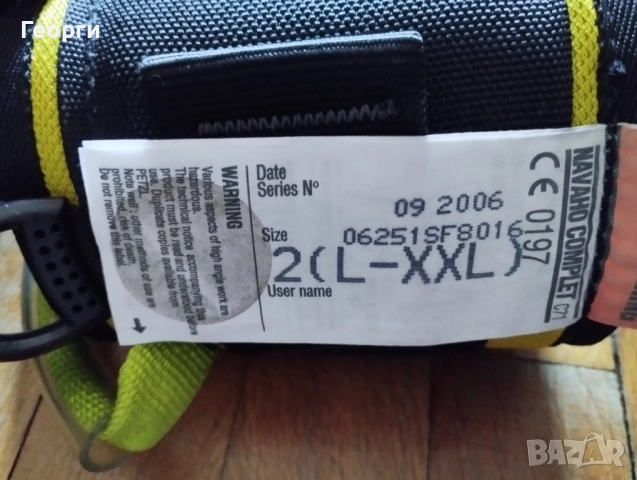 Георги
WARNING
Various aspects of high angle work are
hazardous.
The technical notice accompanying this
product must be read and understood before
use. Duplicate copies available from
PETZL.
Note well : other methods of use are
prohibited, risk of death.
Do not remove this label.
Date
Series N°
09 2006
06251SF8016
Size
2(L-XXL)
User name
CE 0197
NAVAHO COMPLET C71
bazar